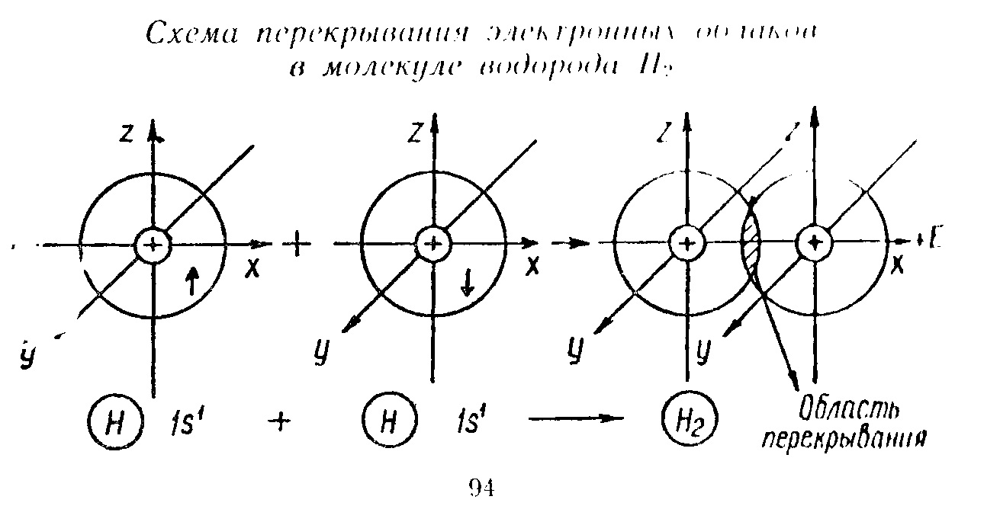 Схема перекрывания электронных облаков
в молекуле водорода H₂
z z z z
+ + + + + + +E
x x x
y y y y
H 1s¹ + H 1s¹ H₂ Область
перекрывания
94